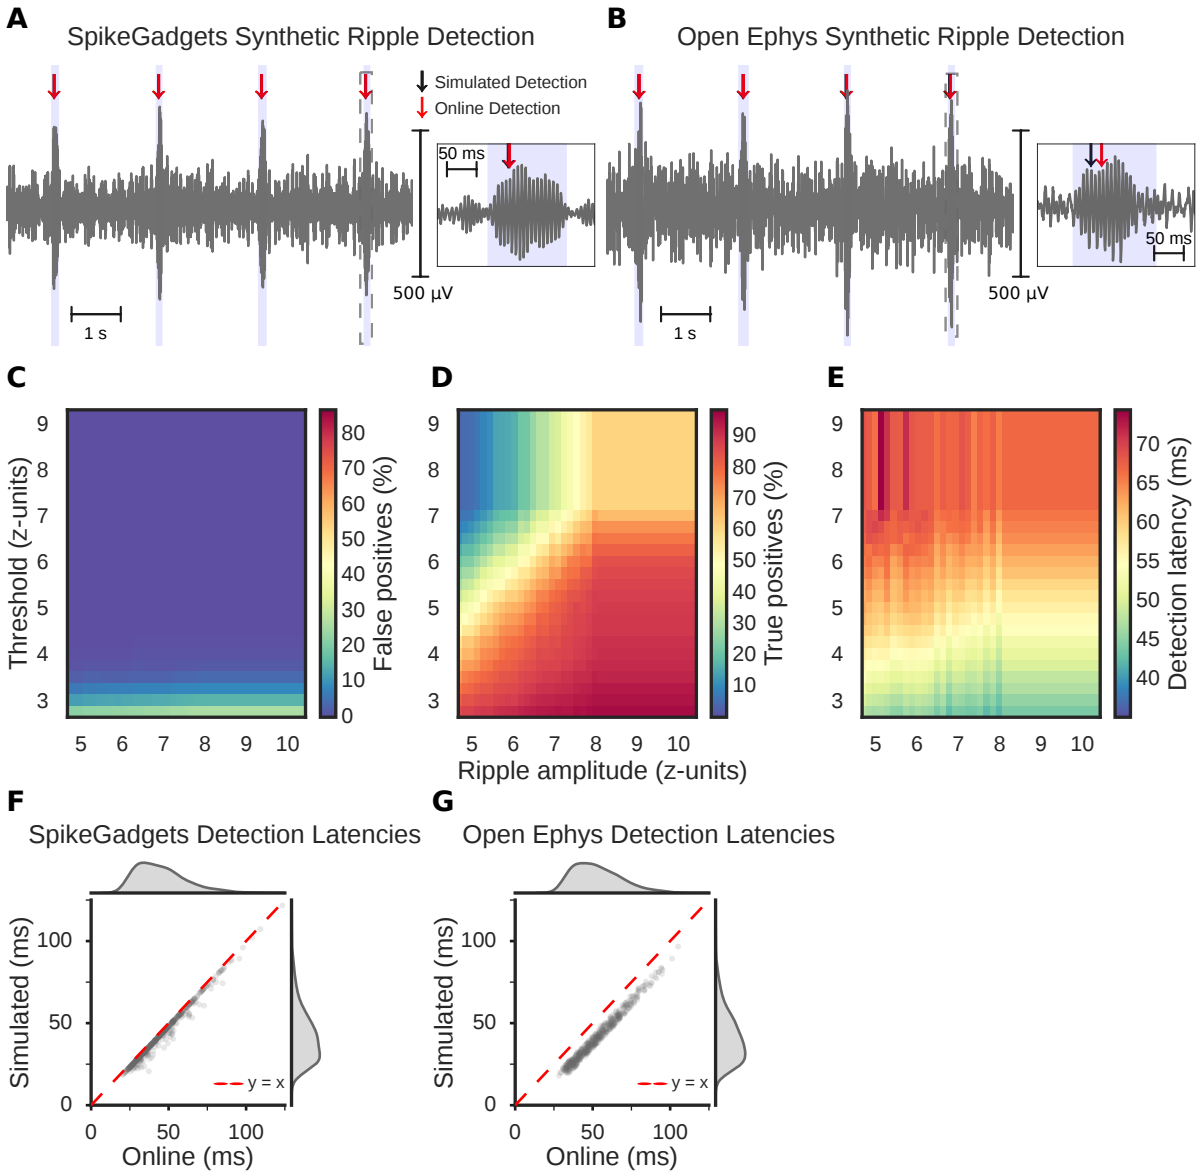 A
SpikeGadgets Synthetic Ripple Detection
B
Open Ephys Synthetic Ripple Detection
Simulated Detection
Online Detection
50 ms
500 µV
1 s
50 ms
500 µV
1 s
C
9
8
7
6
5
4
3
Threshold (z-units)
5 6 7 8 9 10
80
70
60
50
40
30
20
10
0
False positives (%)
D
9
8
7
6
5
4
3
5 6 7 8 9 10
Ripple amplitude (z-units)
90
80
70
60
50
40
30
20
10
True positives (%)
E
9
8
7
6
5
4
3
5 6 7 8 9 10
70
65
60
55
50
45
40
Detection latency (ms)
F
SpikeGadgets Detection Latencies
100
50
0
Simulated (ms)
y = x
0 50 100
Online (ms)
G
Open Ephys Detection Latencies
100
50
0
Simulated (ms)
y = x
0 50 100
Online (ms)